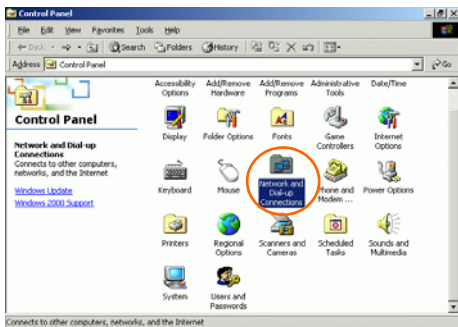 Control Panel
File Edit View Favorites Tools Help
Back Search Folders History
Address Control Panel Go
Control Panel
Network and Dial-up
Connections
Connects to other computers,
networks, and the Internet
Windows Update
Windows 2000 Support
Accessibility
Options
Add/Remove
Hardware
Add/Remove
Programs
Administrative
Tools
Date/Time
Display
Folder Options
Fonts
Game
Controllers
Internet
Options
Keyboard
Mouse
Network and
Dial-up
Connections
Phone and
Modem ...
Power Options
Printers
Regional
Options
Scanners and
Cameras
Scheduled
Tasks
Sounds and
Multimedia
System
Users and
Passwords
Connects to other computers, networks, and the Internet